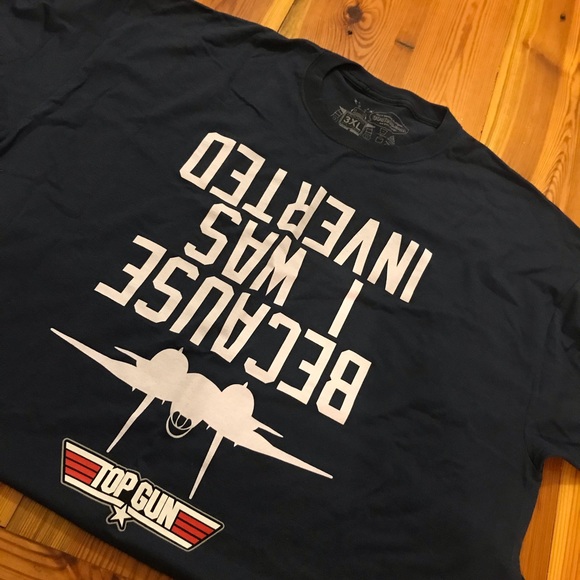 3XL
BECAUSE
I WAS
INVERTED
TOP GUN